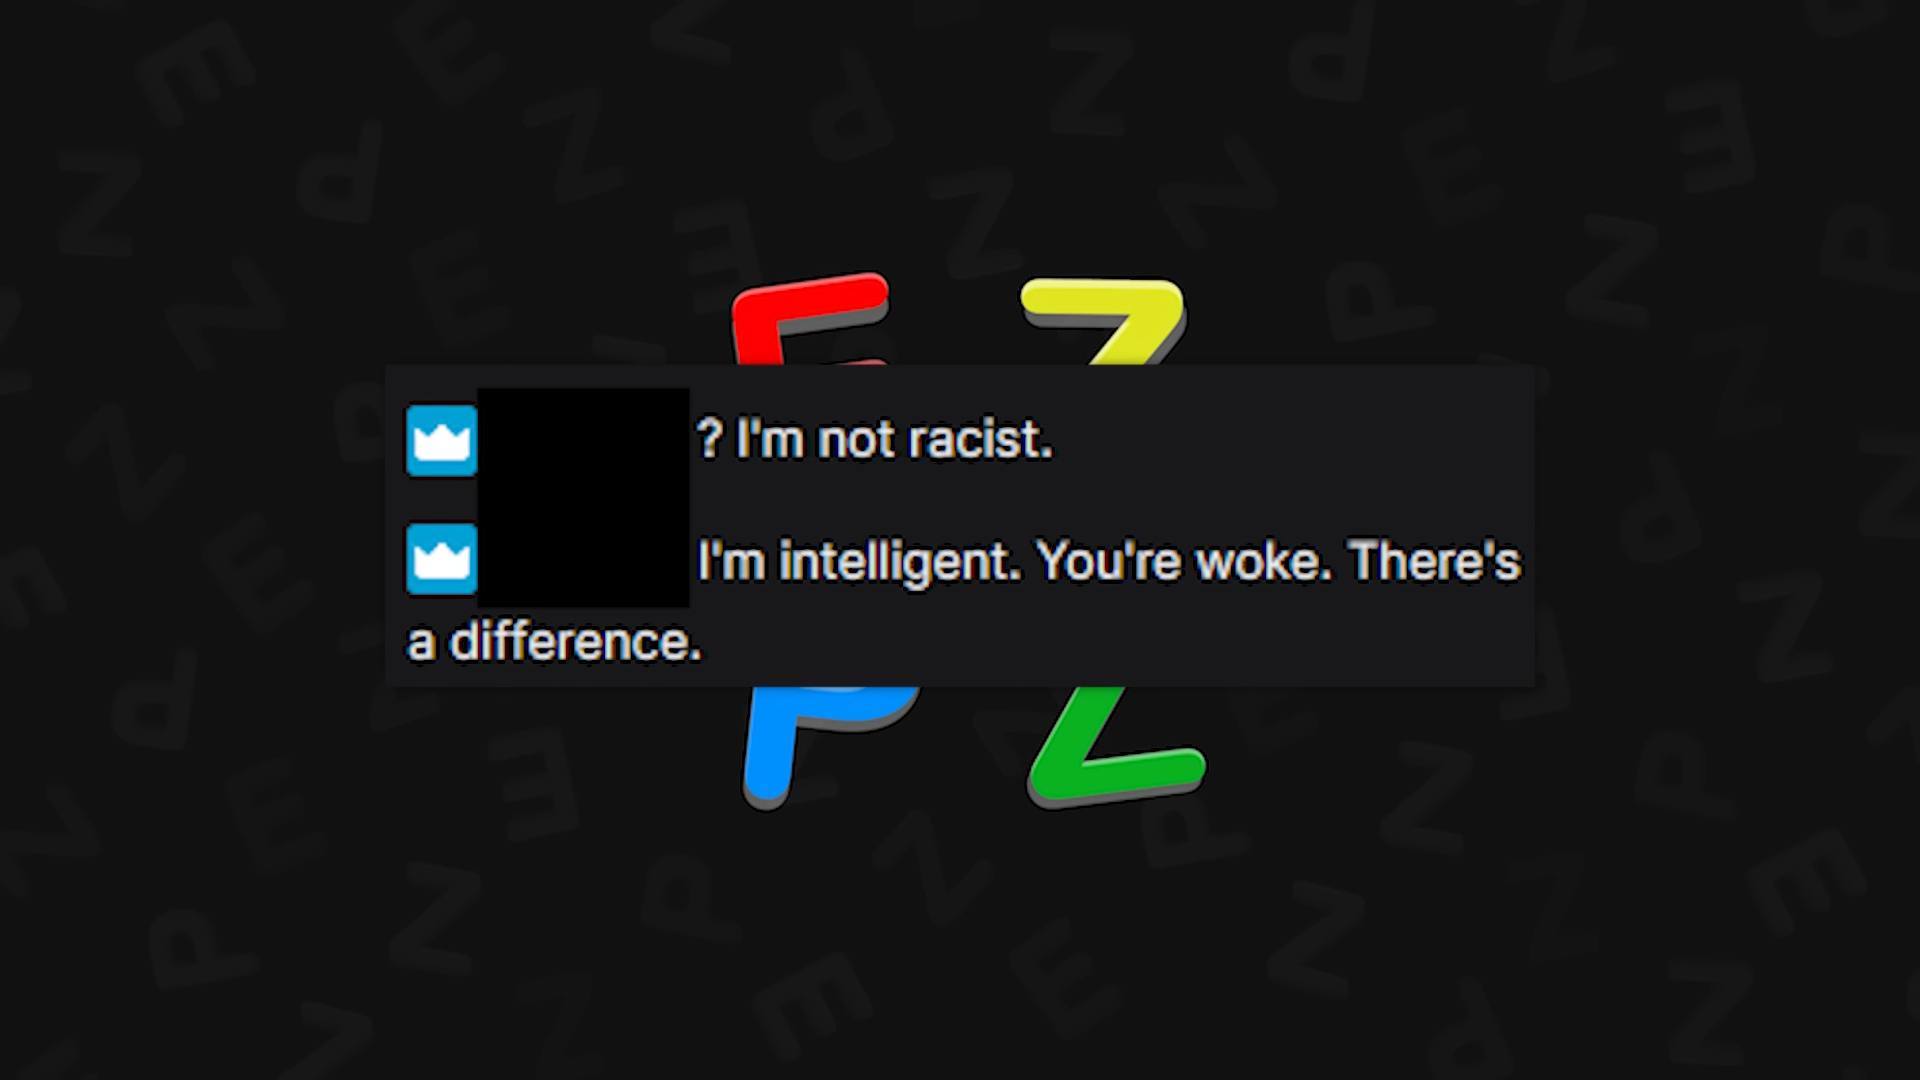 E Z
? I'm not racist.
I'm intelligent. You're woke. There's
a difference.
P Z